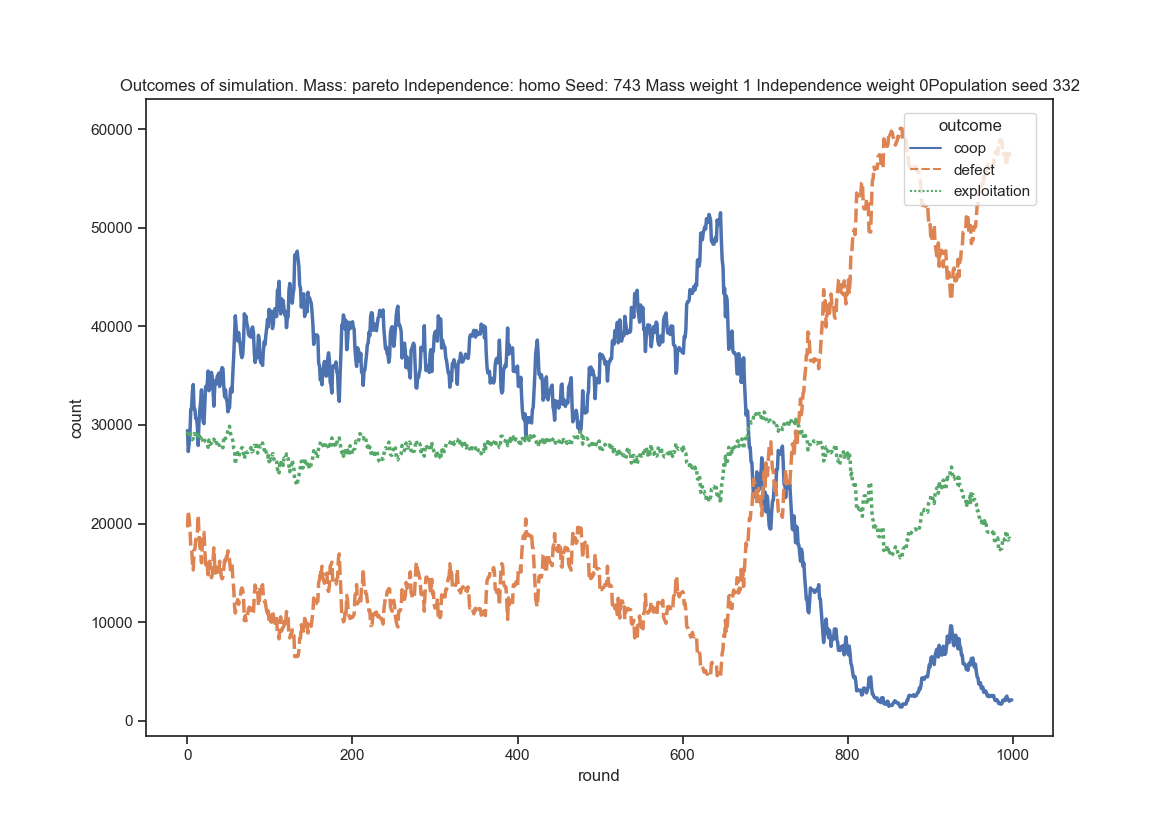 Outcomes of simulation. Mass: pareto Independence: homo Seed: 743 Mass weight 1 Independence weight 0Population seed 332
outcome
coop
defect
exploitation
60000
50000
40000
30000
20000
10000
0
count
0 200 400 600 800 1000
round